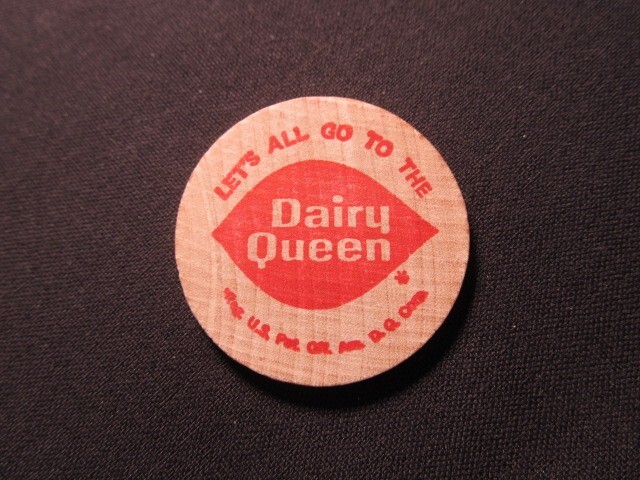 LET'S ALL GO TO THE
Dairy
Queen
*Reg. U.S. Pat. Off. Am. D. Q. Corp.